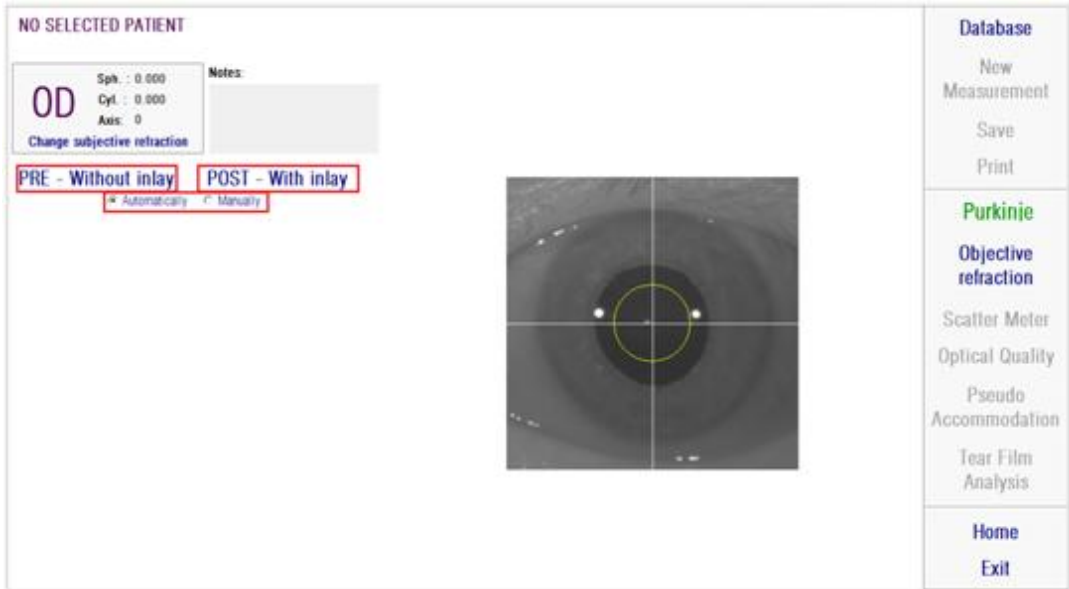 NO SELECTED PATIENT
OD
Sph. : 0.000
Cyl. : 0.000
Axis: 0
Change subjective refraction
Notes:
PRE - Without inlay
POST - With inlay
Automatically
Manually
Database
New
Measurement
Save
Print
Purkinje
Objective
refraction
Scatter Meter
Optical Quality
Pseudo
Accommodation
Tear Film
Analysis
Home
Exit